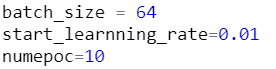 batch_size = 64
start_learnning_rate=0.01
numepoc=10